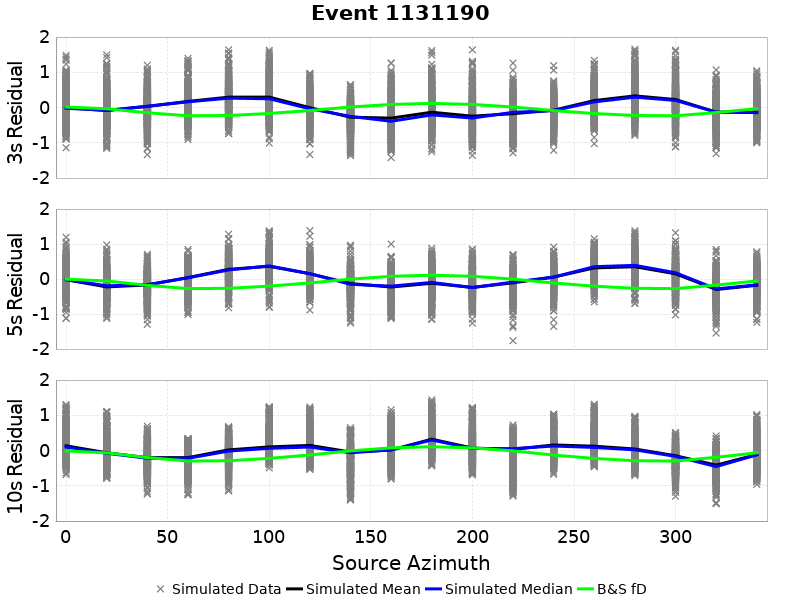 Event 1131190
3s Residual
2
1
0
-1
-2
5s Residual
2
1
0
-1
-2
10s Residual
2
1
0
-1
-2
0 50 100 150 200 250 300
Source Azimuth
Simulated Data Simulated Mean Simulated Median B&S fD